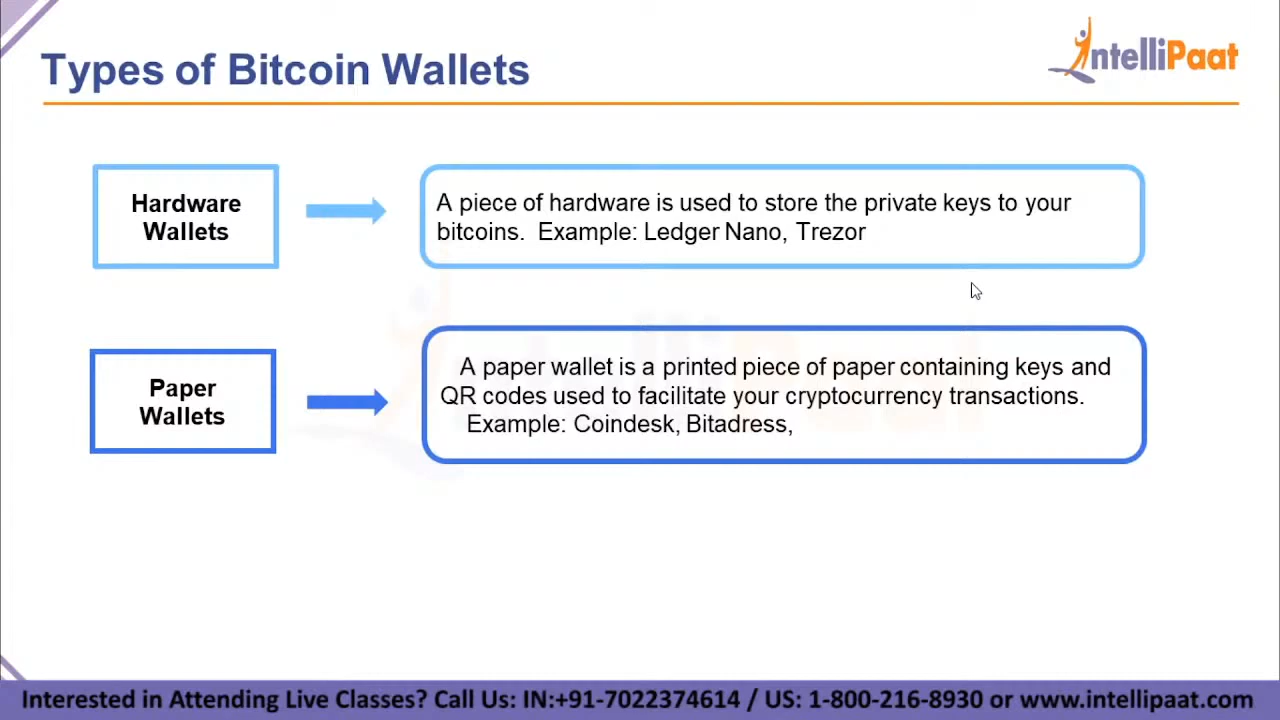 Types of Bitcoin Wallets
IntelliPaat
Hardware
Wallets
A piece of hardware is used to store the private keys to your
bitcoins.  Example: Ledger Nano, Trezor
Paper
Wallets
A paper wallet is a printed piece of paper containing keys and
QR codes used to facilitate your cryptocurrency transactions.
Example: Coindesk, Bitadress,
Interested in Attending Live Classes? Call Us: IN:+91-7022374614 / US: 1-800-216-8930 or www.intellipaat.com